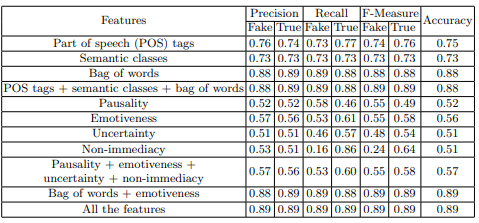 Features Precision Recall F-Measure Accuracy
Fake True Fake True Fake True
Part of speech (POS) tags 0.76 0.74 0.73 0.77 0.74 0.76 0.75
Semantic classes 0.73 0.73 0.73 0.73 0.73 0.73 0.73
Bag of words 0.88 0.89 0.89 0.88 0.88 0.88 0.88
POS tags + semantic classes + bag of words 0.88 0.89 0.89 0.88 0.89 0.89 0.88
Pausality 0.52 0.52 0.58 0.46 0.55 0.49 0.52
Emotiveness 0.57 0.56 0.53 0.61 0.55 0.58 0.56
Uncertainty 0.51 0.51 0.46 0.57 0.48 0.54 0.51
Non-immediacy 0.53 0.51 0.16 0.86 0.24 0.64 0.51
Pausality + emotiveness +
uncertainty + non-immediacy 0.57 0.56 0.53 0.60 0.55 0.58 0.57
Bag of words + emotiveness 0.88 0.89 0.89 0.88 0.89 0.89 0.89
All the features 0.89 0.89 0.89 0.89 0.89 0.89 0.89